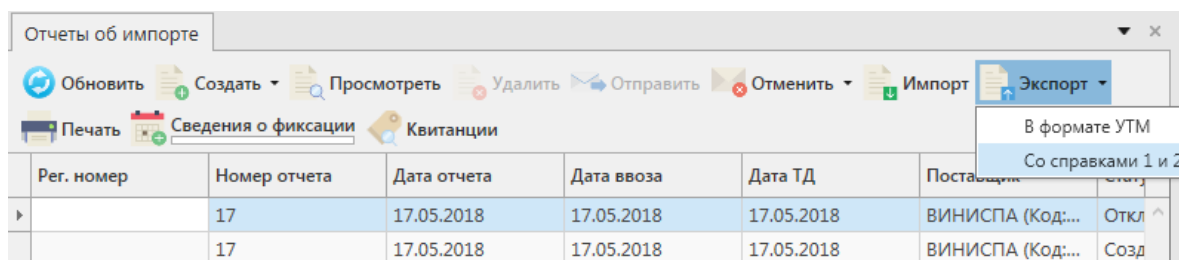 Отчеты об импорте
Обновить Создать Просмотреть Удалить Отправить Отменить Импорт Экспорт
Печать Сведения о фиксации Квитанции
В формате УТМ
Со справками 1 и 2
Рег. номер Номер отчета Дата отчета Дата ввоза Дата ТД
17 17.05.2018 17.05.2018 17.05.2018 ВИНИСПА (Код:... Откл
17 17.05.2018 17.05.2018 17.05.2018 ВИНИСПА (Код:... Созд